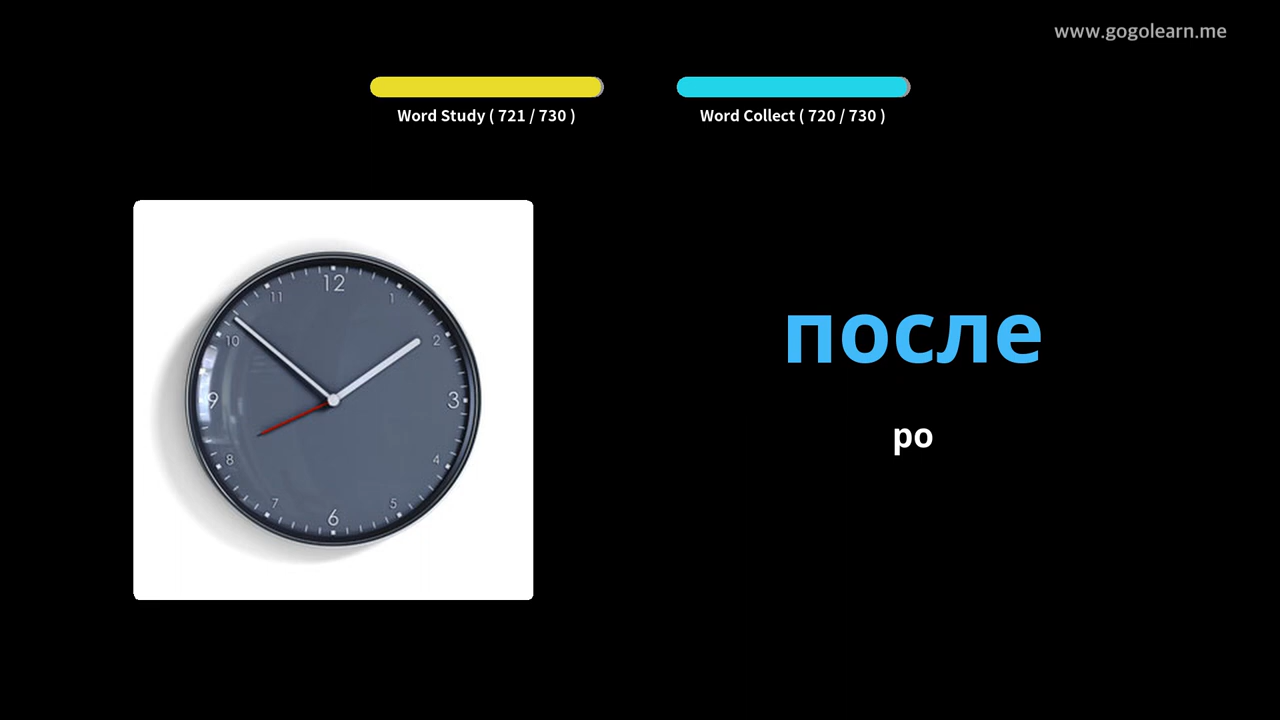 www.gogolearn.me
Word Study ( 721 / 730 )
Word Collect ( 720 / 730 )
12
11
1
10
2
9
3
8
4
7
5
6
после
po